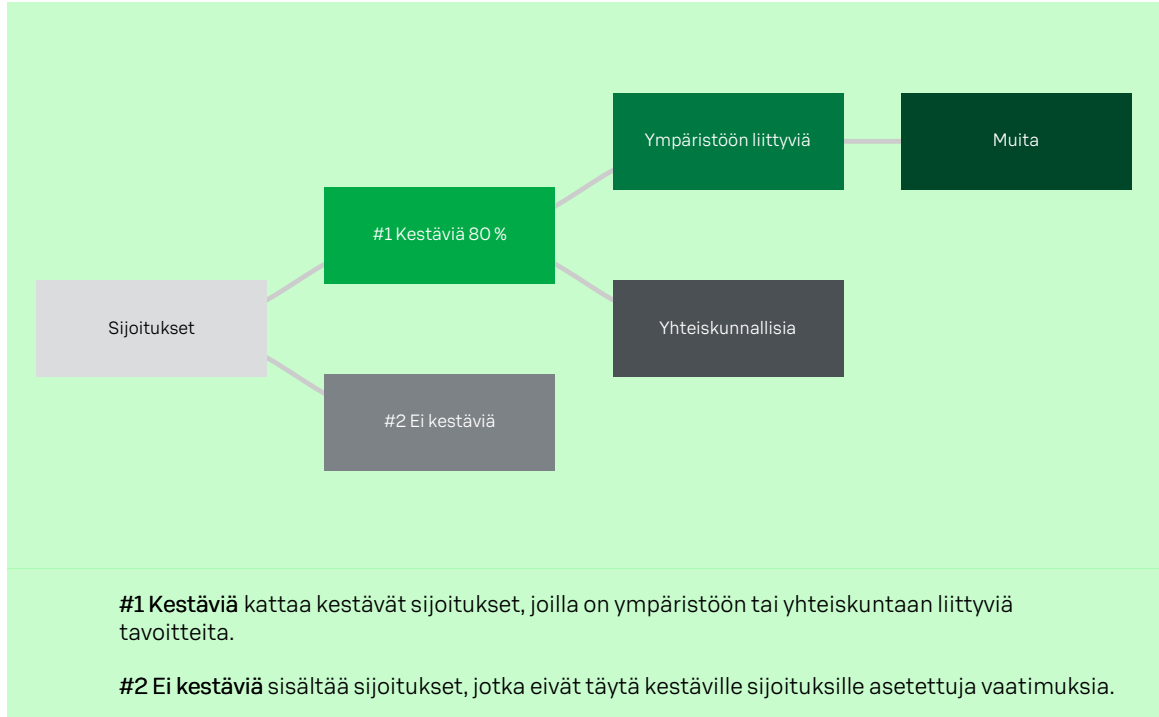 Ympäristöön liittyviä
Muita
#1 Kestäviä 80 %
Sijoitukset
Yhteiskunnallisia
#2 Ei kestäviä
#1 Kestäviä kattaa kestävät sijoitukset, joilla on ympäristöön tai yhteiskuntaan liittyviä
tavoitteita.
#2 Ei kestäviä sisältää sijoitukset, jotka eivät täytä kestäville sijoituksille asetettuja vaatimuksia.